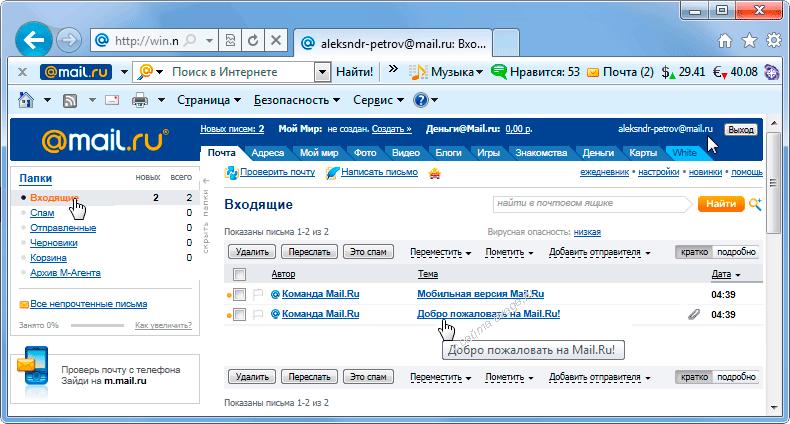 http://win.n
aleksndr-petrov@mail.ru: Вхо...
@mail.ru Поиск в Интернете Найти! » Музыка Нравится: 53 Почта (2) $ 29.41 € 40.08
Страница Безопасность Сервис
@mail.ru® Новых писем: 2 Мой Мир: не создан. Создать > Деньги@Mail.ru: 0,00 р. aleksndr-petrov@mail.ru Выход
Почта Адреса Мой мир Фото Видео Блоги Игры Знакомства Деньги Карты White
Папки новых всего
Входящие 2 2
Спам 0
Отправленные 0
Черновики 0
Корзина 0
Архив М-Агента
Все непрочтенные письма
Занято 0% Как увеличить?
Проверь почту с телефона
Зайди на m.mail.ru
скрыть папки
Проверить почту Написать письмо ежедневник • настройки • новинки • помощь
Входящие найти в почтовом ящике Найти
Показаны письма 1-2 из 2 Вирусная опасность: низкая
Удалить Переслать Это спам Переместить Пометить Добавить отправителя кратко подробно
Автор Тема Дата
Команда Mail.Ru Мобильная версия Mail.Ru 04:39
Команда Mail.Ru Добро пожаловать на Mail.Ru! 04:39
Добро пожаловать на Mail.Ru!
Удалить Переслать Это спам Переместить Пометить Добавить отправителя кратко подробно
Показаны письма 1-2 из 2